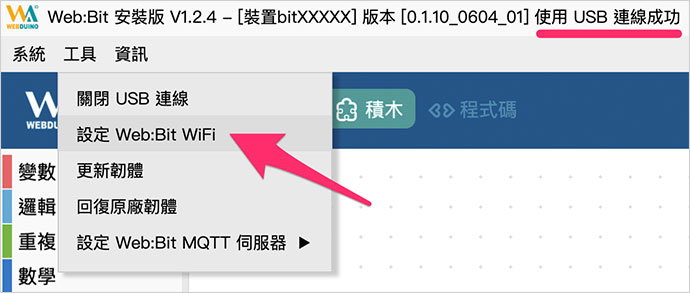 WEBDUINO Web:Bit 安裝版 V1.2.4 – [裝置bitXXXXX] 版本 [0.1.10_0604_01] 使用 USB 連線成功
系統 工具 資訊
WEBDUINO
積木 程式碼
關閉 USB 連線
設定 Web:Bit WiFi
更新韌體
回復原廠韌體
設定 Web:Bit MQTT 伺服器 ▶
變數
邏輯
重複
數學